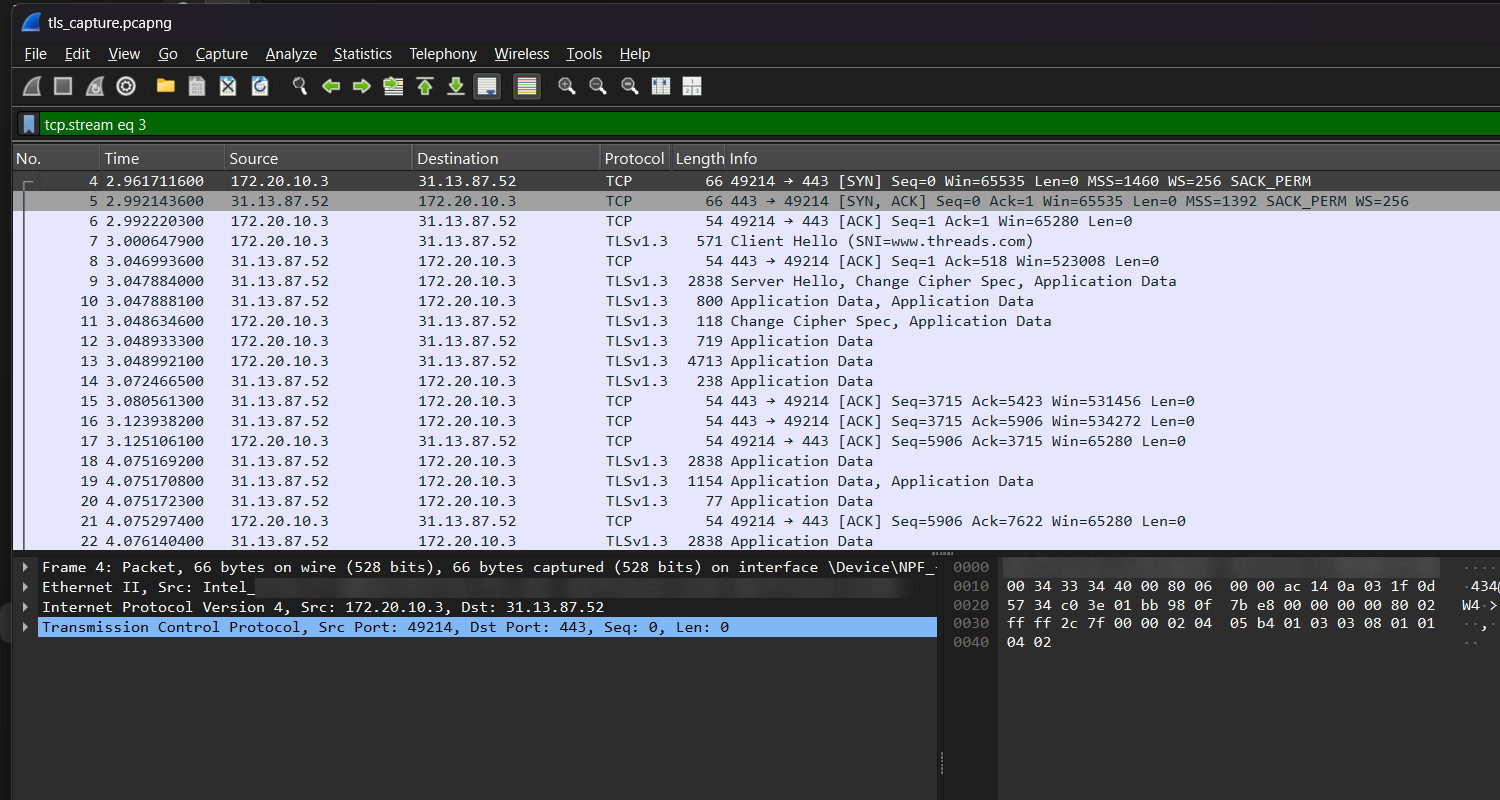 tls_capture.pcapng
File Edit View Go Capture Analyze Statistics Telephony Wireless Tools Help
tcp.stream eq 3
No. Time Source Destination Protocol Length Info
4 2.961711600 172.20.10.3 31.13.87.52 TCP 66 49214 → 443 [SYN] Seq=0 Win=65535 Len=0 MSS=1460 WS=256 SACK_PERM
5 2.992143600 31.13.87.52 172.20.10.3 TCP 66 443 → 49214 [SYN, ACK] Seq=0 Ack=1 Win=65535 Len=0 MSS=1392 SACK_PERM WS=256
6 2.992220300 172.20.10.3 31.13.87.52 TCP 54 49214 → 443 [ACK] Seq=1 Ack=1 Win=65280 Len=0
7 3.000647900 172.20.10.3 31.13.87.52 TLSv1.3 571 Client Hello (SNI=www.threads.com)
8 3.046993600 31.13.87.52 172.20.10.3 TCP 54 443 → 49214 [ACK] Seq=1 Ack=518 Win=523008 Len=0
9 3.047884000 31.13.87.52 172.20.10.3 TLSv1.3 2838 Server Hello, Change Cipher Spec, Application Data
10 3.047888100 31.13.87.52 172.20.10.3 TLSv1.3 800 Application Data, Application Data
11 3.048634600 172.20.10.3 31.13.87.52 TLSv1.3 118 Change Cipher Spec, Application Data
12 3.048933300 172.20.10.3 31.13.87.52 TLSv1.3 719 Application Data
13 3.048992100 172.20.10.3 31.13.87.52 TLSv1.3 4713 Application Data
14 3.072466500 31.13.87.52 172.20.10.3 TLSv1.3 238 Application Data
15 3.080561300 31.13.87.52 172.20.10.3 TCP 54 443 → 49214 [ACK] Seq=3715 Ack=5423 Win=531456 Len=0
16 3.123938200 31.13.87.52 172.20.10.3 TCP 54 443 → 49214 [ACK] Seq=3715 Ack=5906 Win=534272 Len=0
17 3.125106100 172.20.10.3 31.13.87.52 TCP 54 49214 → 443 [ACK] Seq=5906 Ack=3715 Win=65280 Len=0
18 4.075169200 31.13.87.52 172.20.10.3 TLSv1.3 2838 Application Data
19 4.075170800 31.13.87.52 172.20.10.3 TLSv1.3 1154 Application Data, Application Data
20 4.075172300 31.13.87.52 172.20.10.3 TLSv1.3 77 Application Data
21 4.075297400 172.20.10.3 31.13.87.52 TCP 54 49214 → 443 [ACK] Seq=5906 Ack=7622 Win=65280 Len=0
22 4.076140400 31.13.87.52 172.20.10.3 TLSv1.3 2838 Application Data
Frame 4: Packet, 66 bytes on wire (528 bits), 66 bytes captured (528 bits) on interface \Device\NPF_
Ethernet II, Src: Intel_
Internet Protocol Version 4, Src: 172.20.10.3, Dst: 31.13.87.52
Transmission Control Protocol, Src Port: 49214, Dst Port: 443, Seq: 0, Len: 0
0000 ····
0010 00 34 33 34 40 00 80 06 00 00 ac 14 0a 03 1f 0d ·434@
0020 57 34 c0 3e 01 bb 98 0f 7b e8 00 00 00 00 80 02 W4·>
0030 ff ff 2c 7f 00 00 02 04 05 b4 01 03 03 08 01 01 ··,·
0040 04 02 ··